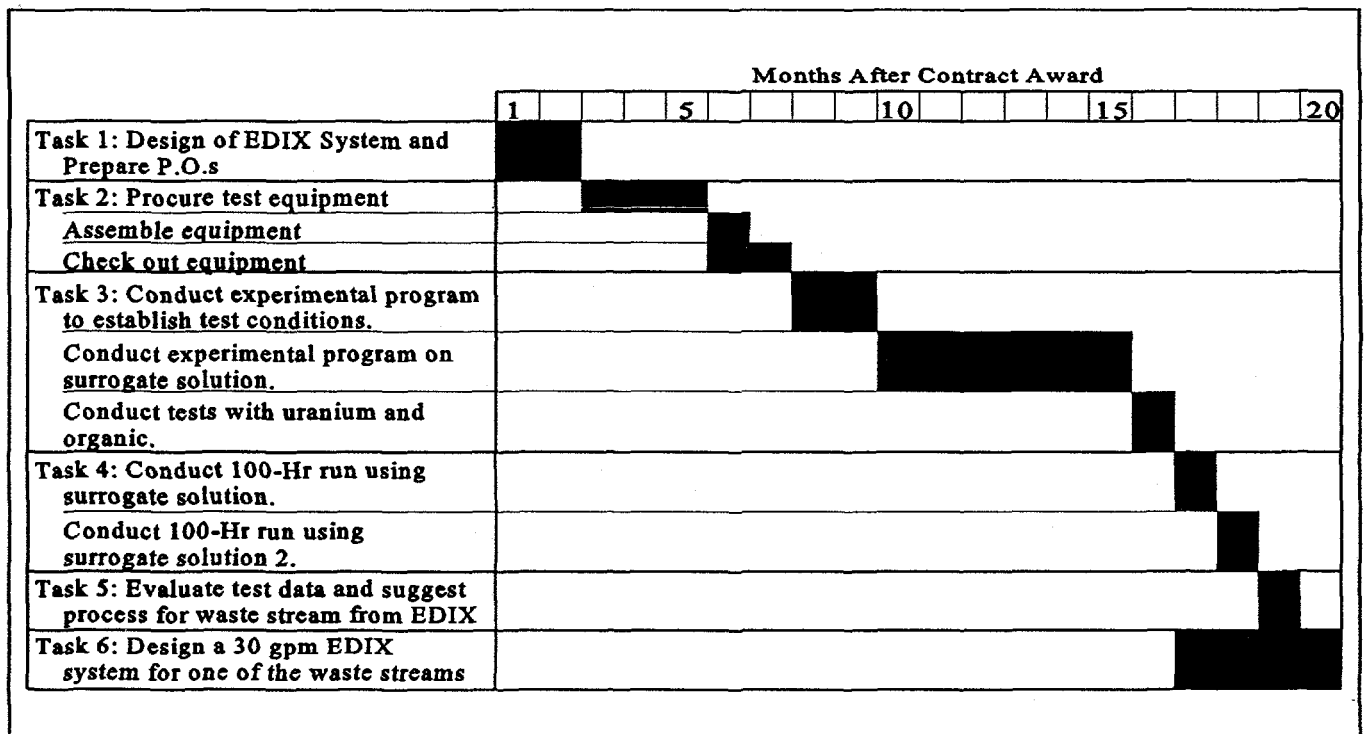 Months After Contract Award
1 5 10 15 20
Task 1: Design of EDIX System and
Prepare P.O.s
Task 2: Procure test equipment
Assemble equipment
Check out equipment
Task 3: Conduct experimental program
to establish test conditions.
Conduct experimental program on
surrogate solution.
Conduct tests with uranium and
organic.
Task 4: Conduct 100-Hr run using
surrogate solution.
Conduct 100-Hr run using
surrogate solution 2.
Task 5: Evaluate test data and suggest
process for waste stream from EDIX
Task 6: Design a 30 gpm EDIX
system for one of the waste streams